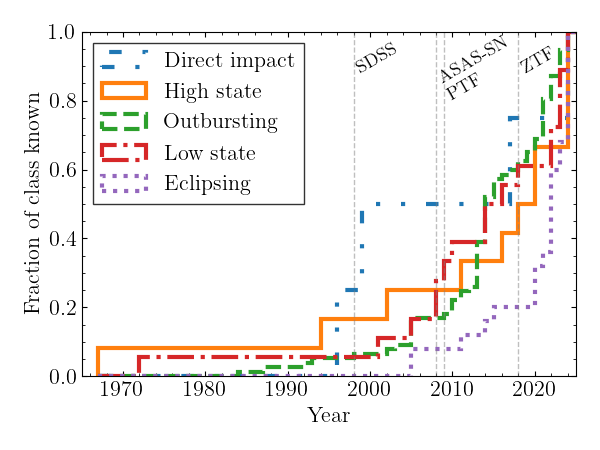 1.0
0.8
0.6
0.4
0.2
0.0
Fraction of class known
Direct impact
High state
Outbursting
Low state
Eclipsing
SDSS
ASAS-SN
PTF
ZTF
1970 1980 1990 2000 2010 2020
Year